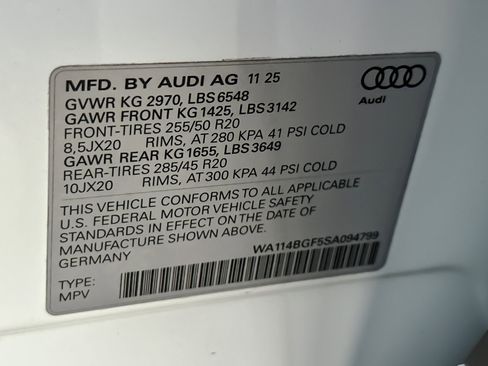 MFD. BY AUDI AG 11 25
GVWR KG 2970, LBS 6548
GAWR FRONT KG 1425, LBS 3142
FRONT-TIRES 255/50 R20
8,5JX20 RIMS, AT 280 KPA 41 PSI COLD
GAWR REAR KG 1655, LBS 3649
REAR-TIRES 285/45 R20
10JX20 RIMS, AT 300 KPA 44 PSI COLD
THIS VEHICLE CONFORMS TO ALL APPLICABLE
U.S. FEDERAL MOTOR VEHICLE SAFETY
STANDARDS IN EFFECT ON THE DATE OF
MANUFACTURE SHOWN ABOVE.
GERMANY
WA114BGF5SA094799
TYPE:
MPV
Audi